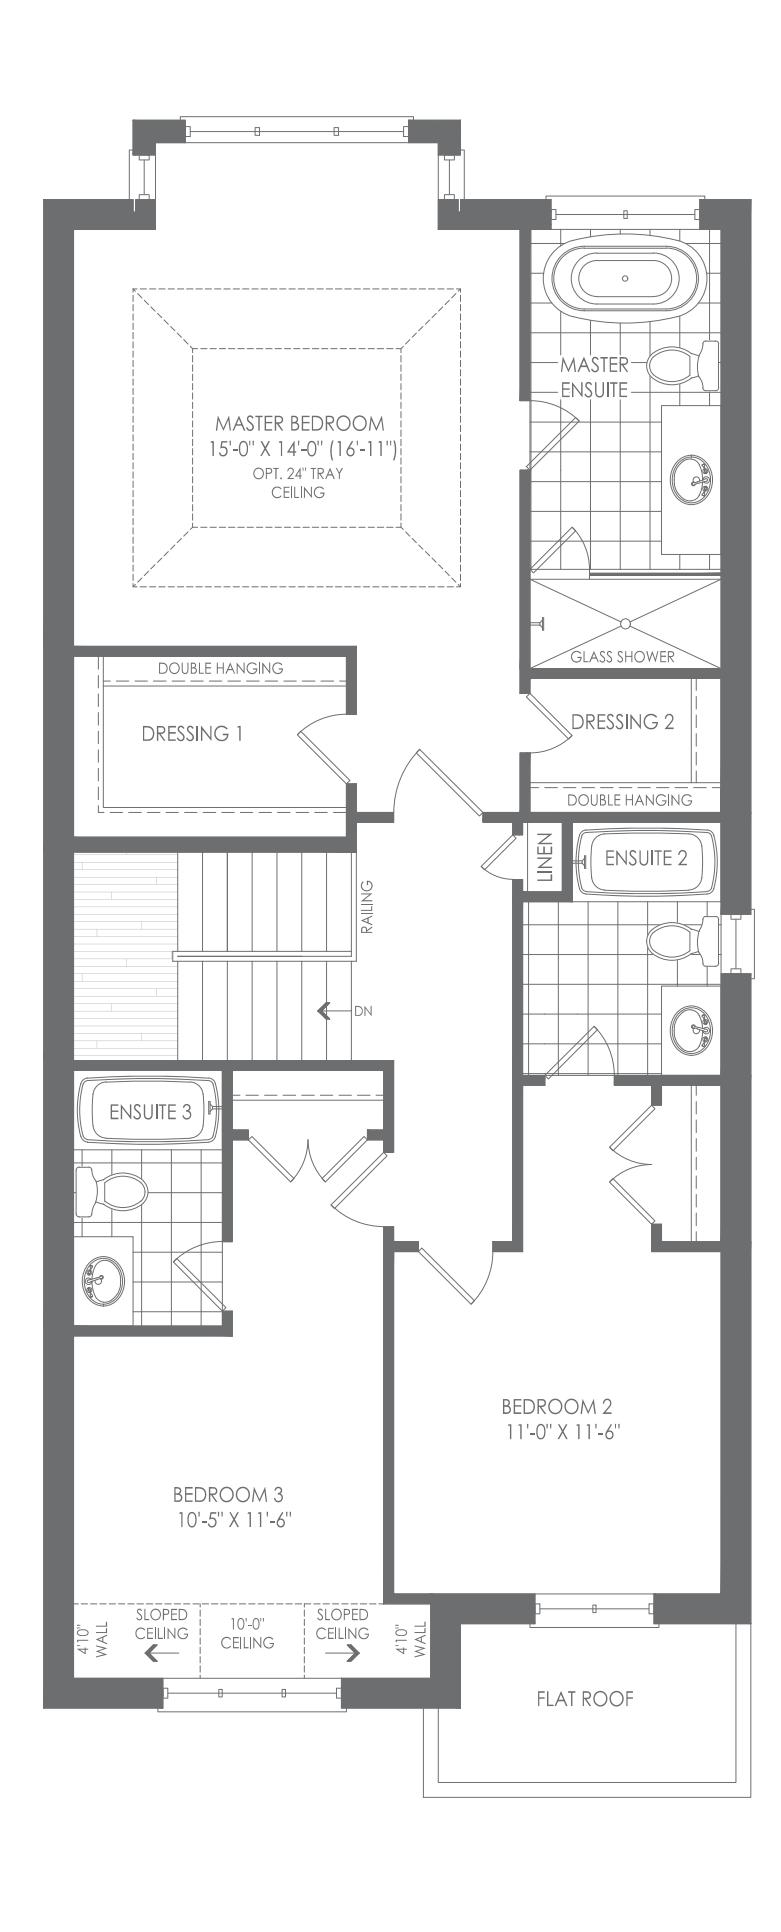 MASTER
ENSUITE
MASTER BEDROOM
15'-0" X 14'-0" (16'-11")
OPT. 24" TRAY
CEILING
GLASS SHOWER
DOUBLE HANGING
DRESSING 1
DRESSING 2
DOUBLE HANGING
LINEN
ENSUITE 2
RAILING
DN
ENSUITE 3
BEDROOM 2
11'-0" X 11'-6"
BEDROOM 3
10'-5" X 11'-6"
4'10"
WALL
SLOPED
CEILING
10'-0"
CEILING
SLOPED
CEILING
4'10"
WALL
FLAT ROOF